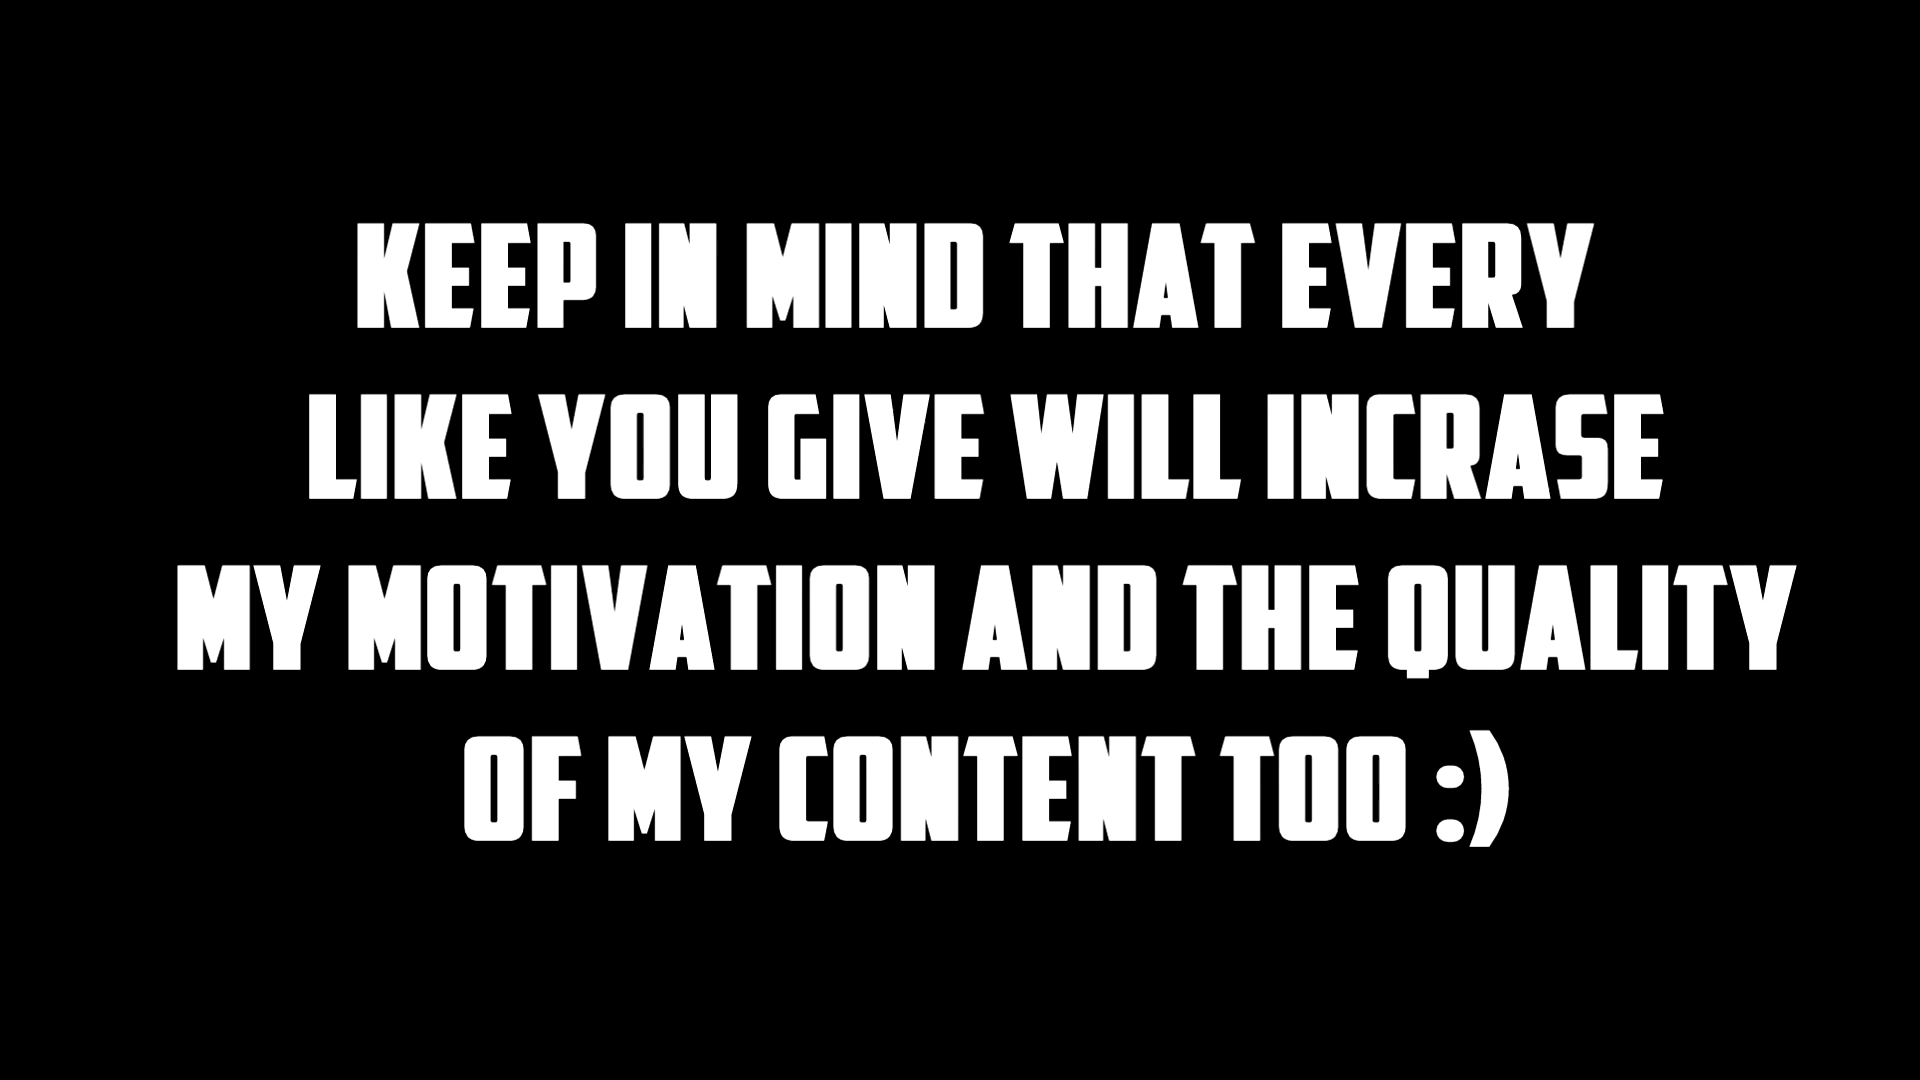 KEEP IN MIND THAT EVERY
LIKE YOU GIVE WILL INCRASE
MY MOTIVATION AND THE QUALITY
OF MY CONTENT TOO :)